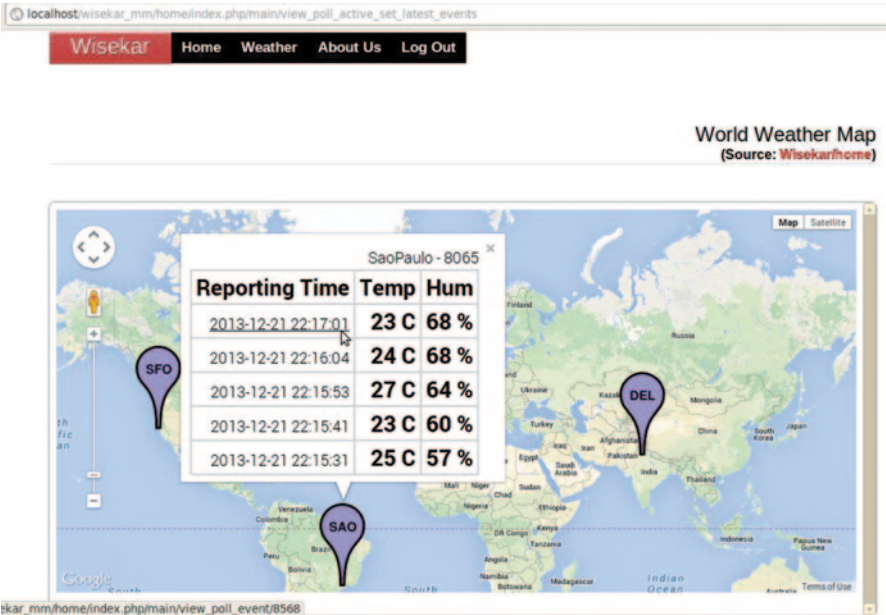 localhost/wisekar_mm/home/index.php/main/view_poll_active_set_latest_events
Wisekar Home Weather About Us Log Out
World Weather Map
(Source: Wisekar/home)
Map Satellite
SaoPaulo - 8065 ×
Reporting Time Temp Hum
2013-12-21 22:17:01 23 C 68 %
2013-12-21 22:16:04 24 C 68 %
2013-12-21 22:15:53 27 C 64 %
2013-12-21 22:15:41 23 C 60 %
2013-12-21 22:15:31 25 C 57 %
SFO
DEL
SAO
Finland
Russia
Ukraine
Mongolia
Turkey
Iraq
Iran
Afghanistan
China
South Korea
Japan
Egypt
Saudi Arabia
Pakistan
India
Thailand
Mali
Niger
Chad
Sudan
Nigeria
Ethiopia
Venezuela
Colombia
DR Congo
Kenya
Tanzania
Indonesia
Papua New Guinea
Peru
Bolivia
Angola
Namibia
Botswana
Madagascar
Indian Ocean
Google
South
Terms of Use
ekar_mm/home/index.php/main/view_poll_event/8568